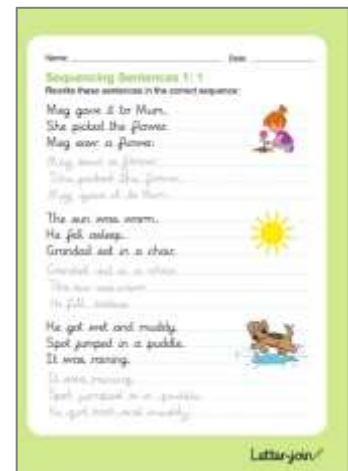 Name
Date
Sequencing Sentences 1: 1
Rewrite these sentences in the correct sequence:
Meg gave it to Mum.
She picked the flower.
Meg saw a flower.
Meg saw a flower.
She picked the flower.
Meg gave it to Mum.
The sun was warm.
He fell asleep.
Grandad sat in a chair.
Grandad sat in a chair.
The sun was warm.
He fell asleep.
He got wet and muddy.
Spot jumped in a puddle.
It was raining.
It was raining.
Spot jumped in a puddle.
He got wet and muddy.
Letter-join